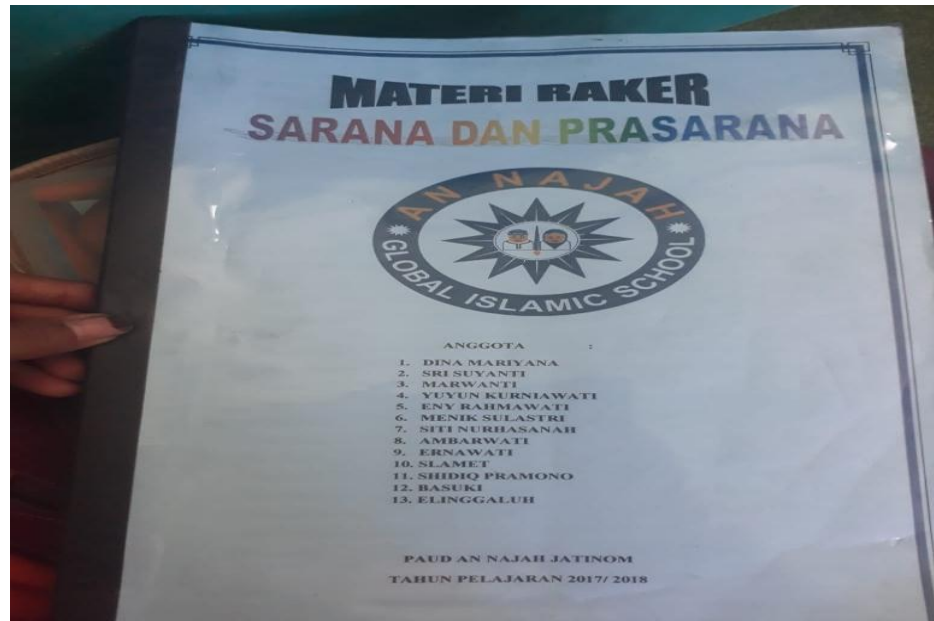 MATERI RAKER
SARANA DAN PRASARANA
AN NAJAH
GLOBAL ISLAMIC SCHOOL
ANGGOTA :
1. DINA MARIYANA
2. SRI SUYANTI
3. MARWANTI
4. YUYUN KURNIAWATI
5. ENY RAHMAWATI
6. MENIK SULASTRI
7. SITI NURHASANAH
8. AMBARWATI
9. ERNAWATI
10. SLAMET
11. SHIDIQ PRAMONO
12. BASUKI
13. ELINGGALUH
PAUD AN NAJAH JATINOM
TAHUN PELAJARAN 2017/ 2018